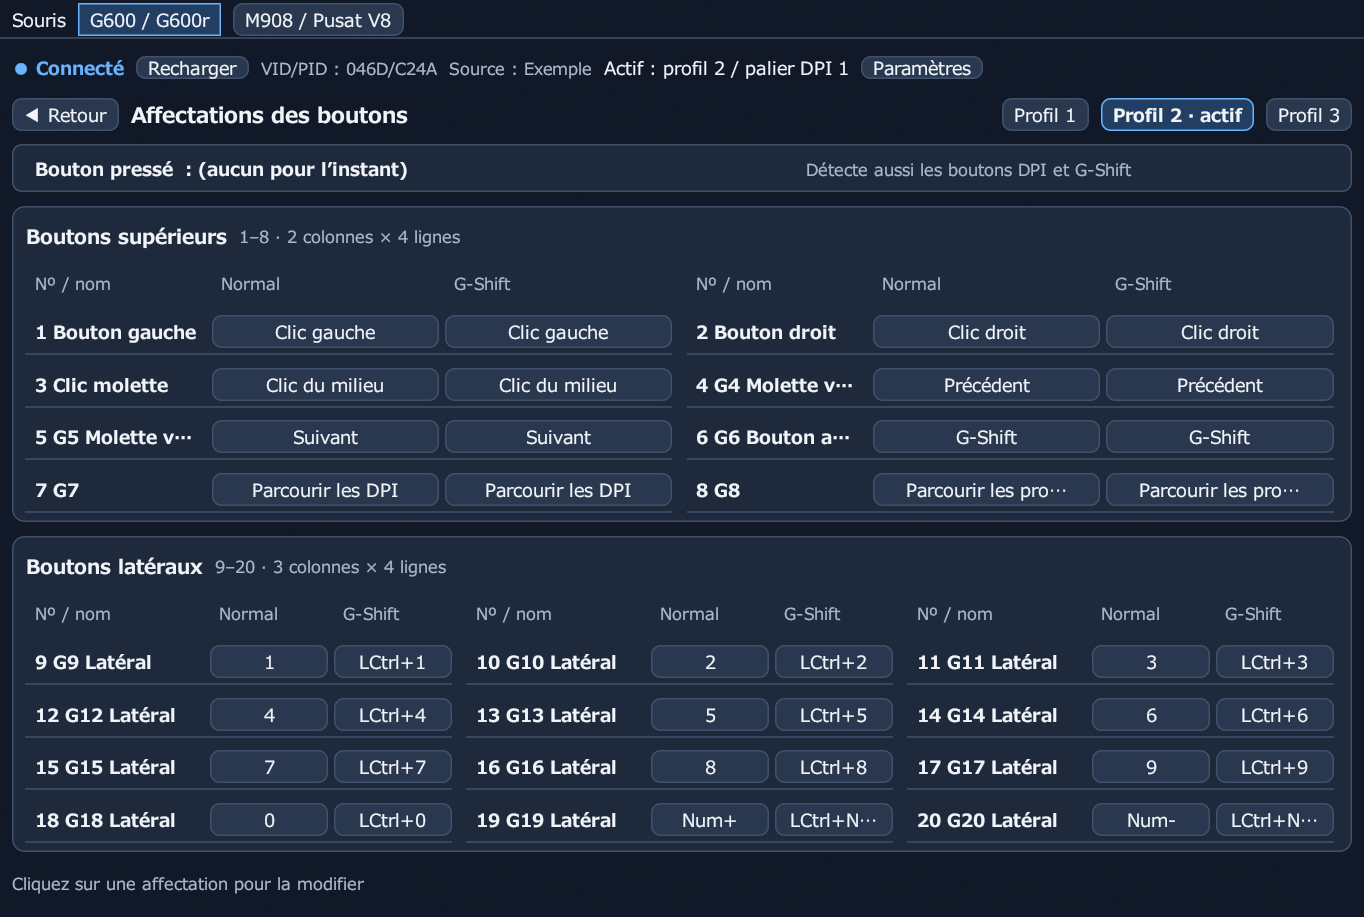 Souris G600 / G600r M908 / Pusat V8
● Connecté Recharger VID/PID : 046D/C24A Source : Exemple Actif : profil 2 / palier DPI 1 Paramètres
◀ Retour Affectations des boutons Profil 1 Profil 2 · actif Profil 3
Bouton pressé : (aucun pour l’instant) Détecte aussi les boutons DPI et G-Shift
Boutons supérieurs 1–8 · 2 colonnes × 4 lignes
Nº / nom Normal G-Shift Nº / nom Normal G-Shift
1 Bouton gauche Clic gauche Clic gauche 2 Bouton droit Clic droit Clic droit
3 Clic molette Clic du milieu Clic du milieu 4 G4 Molette v··· Précédent Précédent
5 G5 Molette v··· Suivant Suivant 6 G6 Bouton a··· G-Shift G-Shift
7 G7 Parcourir les DPI Parcourir les DPI 8 G8 Parcourir les pro··· Parcourir les pro···
Boutons latéraux 9–20 · 3 colonnes × 4 lignes
Nº / nom Normal G-Shift Nº / nom Normal G-Shift Nº / nom Normal G-Shift
9 G9 Latéral 1 LCtrl+1 10 G10 Latéral 2 LCtrl+2 11 G11 Latéral 3 LCtrl+3
12 G12 Latéral 4 LCtrl+4 13 G13 Latéral 5 LCtrl+5 14 G14 Latéral 6 LCtrl+6
15 G15 Latéral 7 LCtrl+7 16 G16 Latéral 8 LCtrl+8 17 G17 Latéral 9 LCtrl+9
18 G18 Latéral 0 LCtrl+0 19 G19 Latéral Num+ LCtrl+N··· 20 G20 Latéral Num- LCtrl+N···
Cliquez sur une affectation pour la modifier